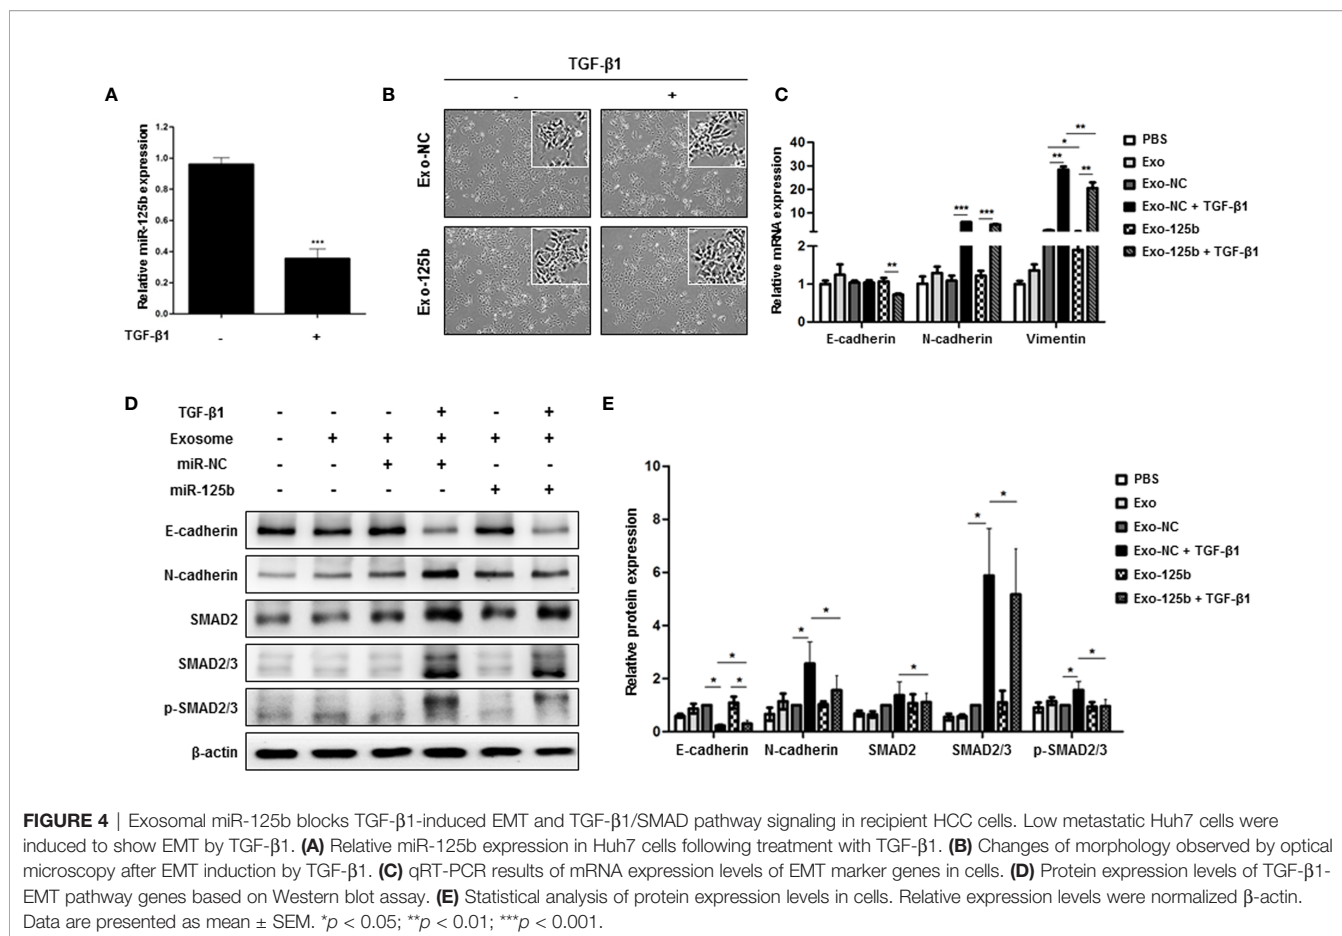 TGF-β1
A
B
C
- +
Relative miR-125b expression
1.2
1.0
0.8
0.6
0.4
0.2
0.0
***
TGF-β1 - +
Exo-NC
Exo-125b
Relative mRNA expression
40
30
20
10
2
1
0
** *** *** ** * ** **
E-cadherin N-cadherin Vimentin
PBS
Exo
Exo-NC
Exo-NC + TGF-β1
Exo-125b
Exo-125b + TGF-β1
D
TGF-β1 - - - + - +
Exosome - + + + + +
miR-NC - - + + - -
miR-125b - - - - + +
E-cadherin
N-cadherin
SMAD2
SMAD2/3
p-SMAD2/3
β-actin
E
Relative protein expression
10
8
6
4
2
0
* * * * * * * * * *
E-cadherin N-cadherin SMAD2 SMAD2/3 p-SMAD2/3
PBS
Exo
Exo-NC
Exo-NC + TGF-β1
Exo-125b
Exo-125b + TGF-β1
FIGURE 4 | Exosomal miR-125b blocks TGF-β1-induced EMT and TGF-β1/SMAD pathway signaling in recipient HCC cells. Low metastatic Huh7 cells were
induced to show EMT by TGF-β1. (A) Relative miR-125b expression in Huh7 cells following treatment with TGF-β1. (B) Changes of morphology observed by optical
microscopy after EMT induction by TGF-β1. (C) qRT-PCR results of mRNA expression levels of EMT marker genes in cells. (D) Protein expression levels of TGF-β1-
EMT pathway genes based on Western blot assay. (E) Statistical analysis of protein expression levels in cells. Relative expression levels were normalized β-actin.
Data are presented as mean ± SEM. *p < 0.05; **p < 0.01; ***p < 0.001.